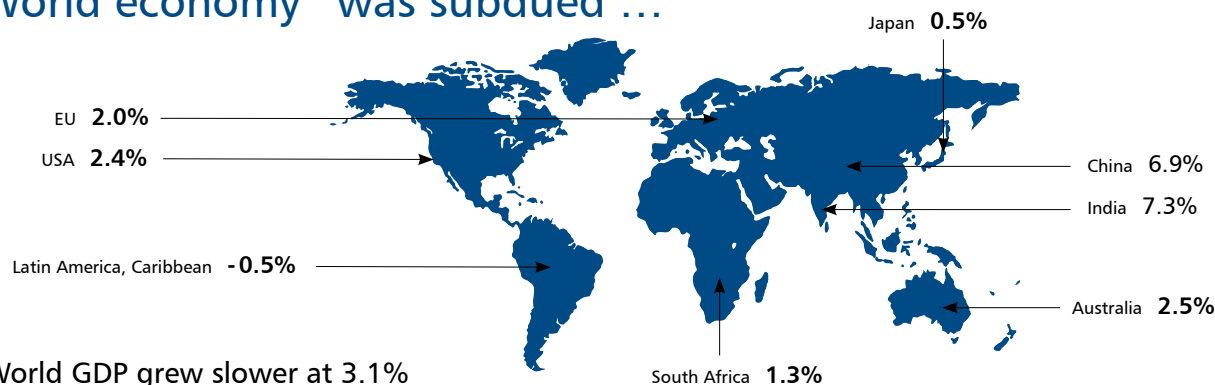 World economy was subdued ...
Japan 0.5%
EU 2.0%
USA 2.4%
China 6.9%
India 7.3%
Latin America, Caribbean -0.5%
Australia 2.5%
World GDP grew slower at 3.1%
South Africa 1.3%